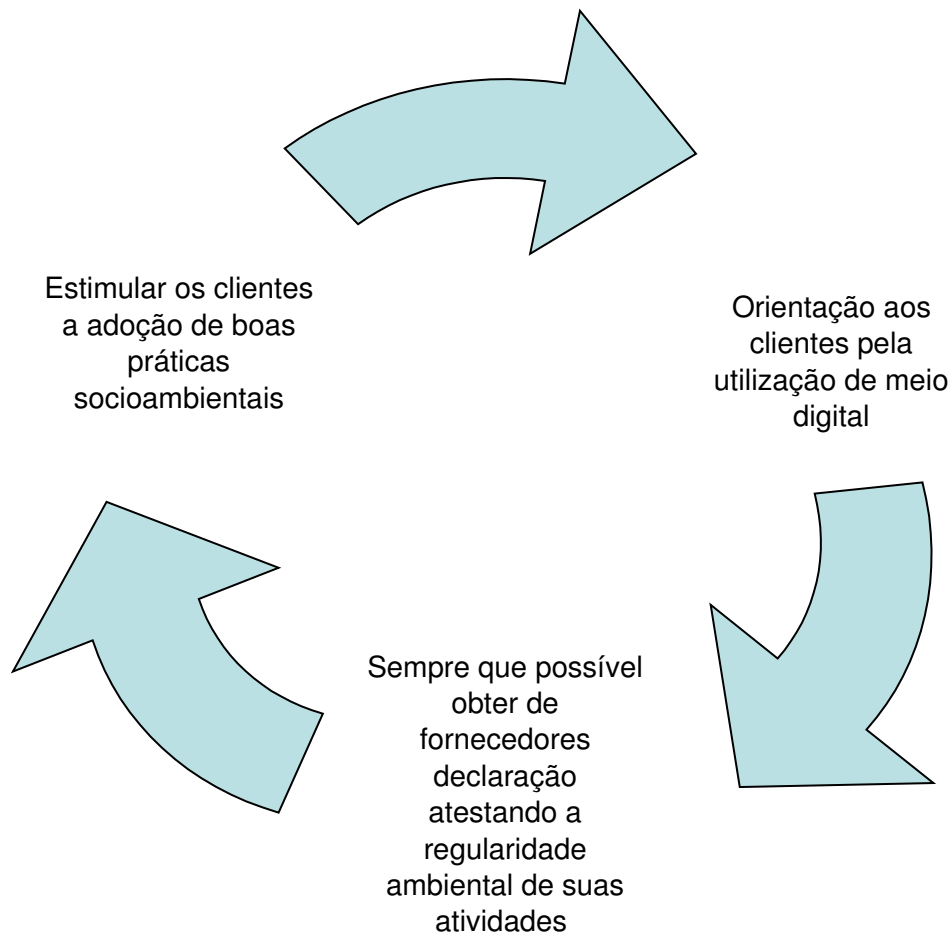 Estimular os clientes
a adoção de boas
práticas
socioambientais
Orientação aos
clientes pela
utilização de meio
digital
Sempre que possível
obter de
fornecedores
declaração
atestando a
regularidade
ambiental de suas
atividades